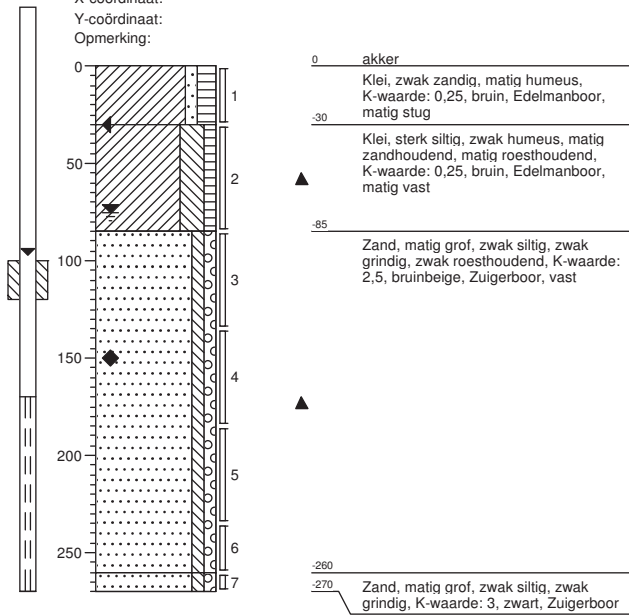 X-coördinaat:
Y-coördinaat:
Opmerking:
0
50
100
150
200
250
1
2
3
4
5
6
7
0 akker
Klei, zwak zandig, matig humeus,
K-waarde: 0,25, bruin, Edelmanboor,
matig stug
-30
Klei, sterk siltig, zwak humeus, matig
zandhoudend, matig roesthoudend,
K-waarde: 0,25, bruin, Edelmanboor,
matig vast
-85
Zand, matig grof, zwak siltig, zwak
grindig, zwak roesthoudend, K-waarde:
2,5, bruinbeige, Zuigerboor, vast
-260
-270 Zand, matig grof, zwak siltig, zwak
grindig, K-waarde: 3, zwart, Zuigerboor